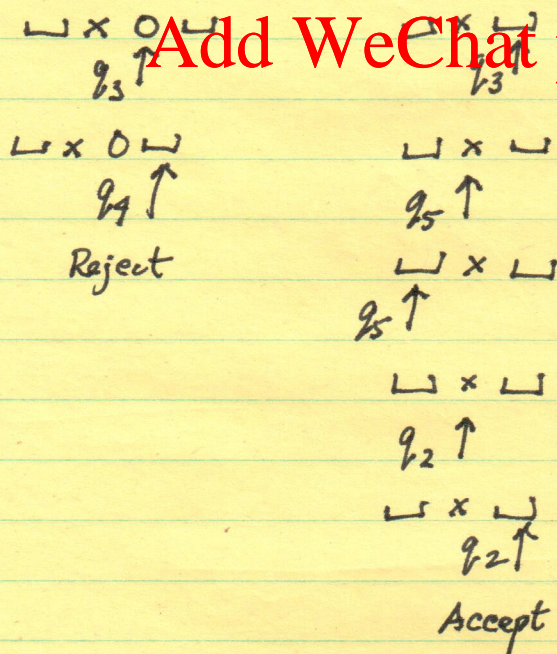 ⊔ x 0 ⊔
q3 ↑
⊔ x 0 ⊔
q4 ↑
Reject
Add WeChat
⊔ x ⊔
q3 ↑
⊔ x ⊔
q5 ↑
⊔ x ⊔
q5 ↑
⊔ x ⊔
q2 ↑
⊔ x ⊔
q2 ↑
Accept